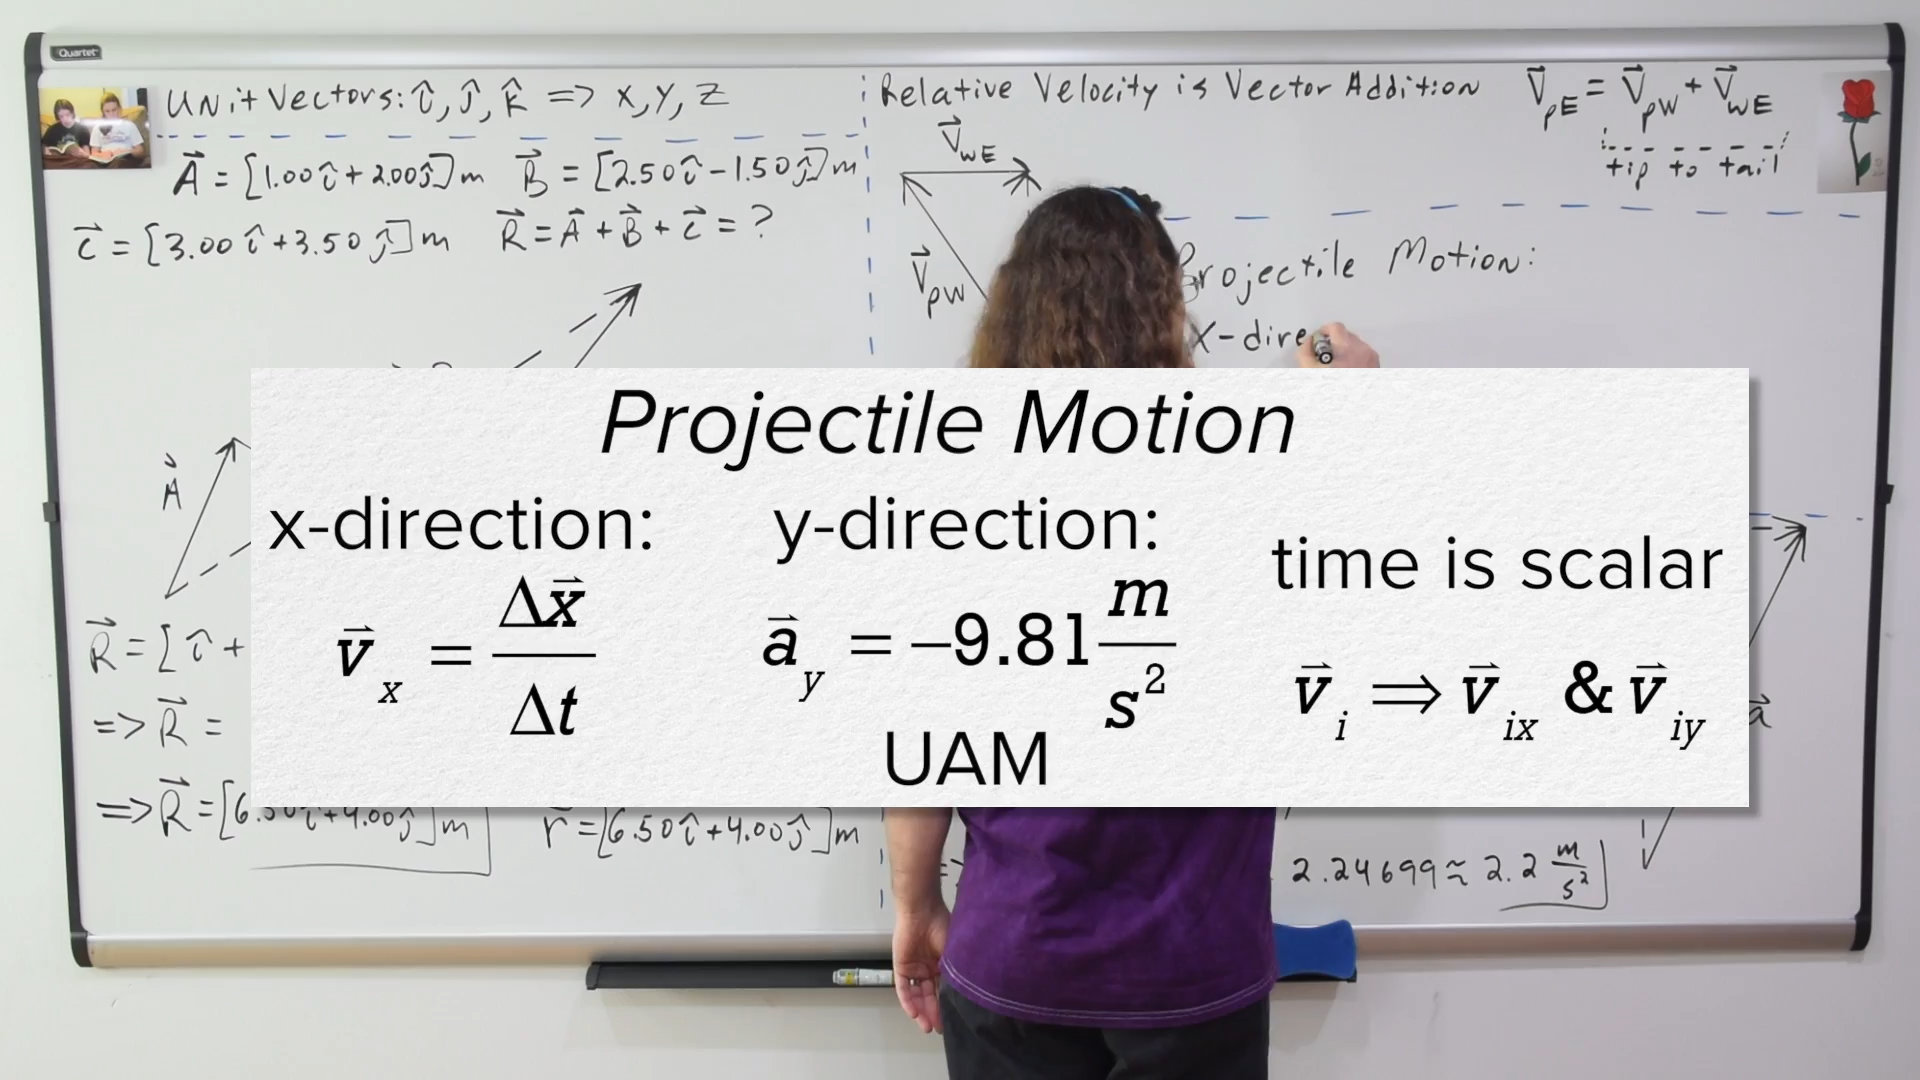 Quartet
Unit Vectors: î, ĵ, k̂ => x, y, z
A⃗ = [1.00î + 2.00ĵ]m B⃗ = [2.50î - 1.50ĵ]m
C⃗ = [3.00î + 3.50ĵ]m R⃗ = A⃗ + B⃗ + C⃗ = ?
A⃗
R⃗ = [î +
=> R⃗ =
=> R⃗ = [6.50î + 4.00ĵ]m r⃗ = [6.50î + 4.00ĵ]m
Relative Velocity is Vector Addition V⃗pE = V⃗pW + V⃗WE
tip to tail
V⃗WE
V⃗pW
Projectile Motion:
x-dire
Projectile Motion
x-direction: y-direction:
time is scalar
v⃗x = Δx⃗/Δt a⃗y = -9.81 m/s²
v⃗i ⇒ v⃗ix & v⃗iy
UAM
a⃗
2.24699 ≈ 2.2 m/s²